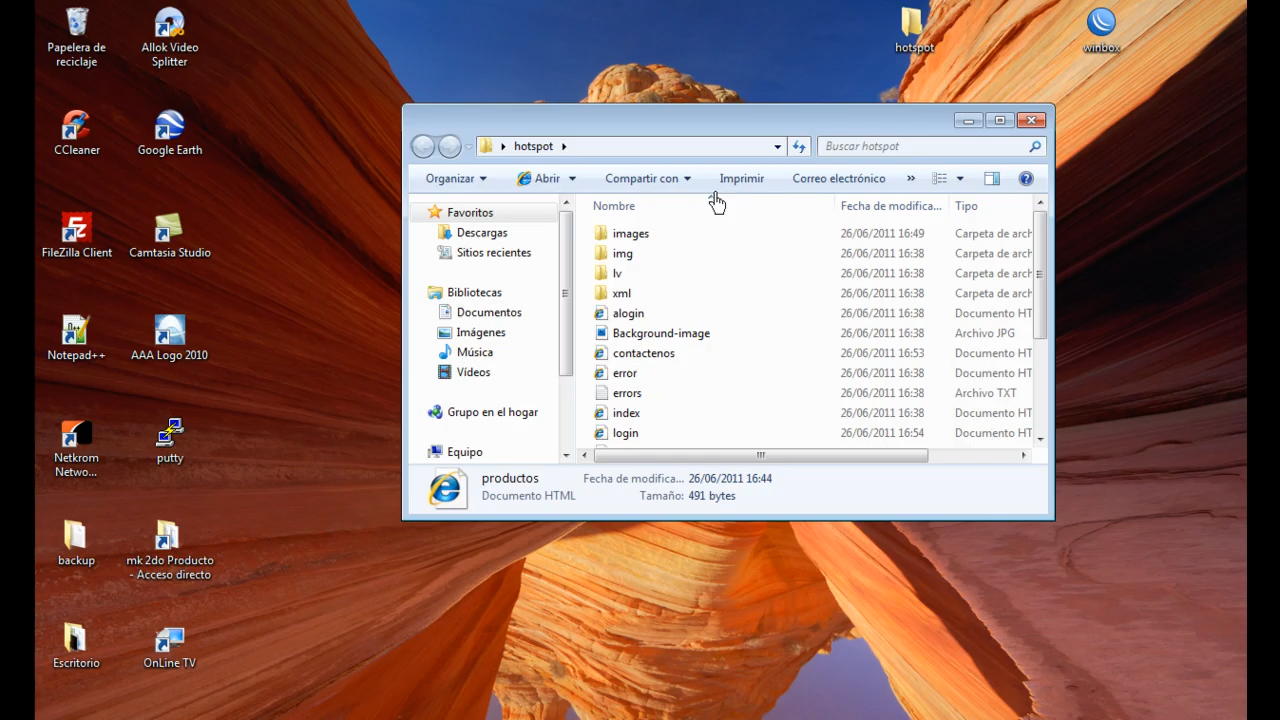 Papelera de
reciclaje
Allok Video
Splitter
CCleaner
Google Earth
FileZilla Client
Camtasia Studio
Notepad++
AAA Logo 2010
Netkrom
Netwo...
putty
backup
mk 2do Producto
- Acceso directo
Escritorio
OnLine TV
hotspot
winbox
hotspot
Buscar hotspot
Organizar
Abrir
Compartir con
Imprimir
Correo electrónico
»
Favoritos
Descargas
Sitios recientes
Bibliotecas
Documentos
Imágenes
Música
Vídeos
Grupo en el hogar
Equipo
Nombre Fecha de modifica... Tipo
images 26/06/2011 16:49 Carpeta de arch
img 26/06/2011 16:38 Carpeta de arch
lv 26/06/2011 16:38 Carpeta de arch
xml 26/06/2011 16:38 Carpeta de arch
alogin 26/06/2011 16:38 Documento HT
Background-image 26/06/2011 16:38 Archivo JPG
contactenos 26/06/2011 16:53 Documento HT
error 26/06/2011 16:38 Documento HT
errors 26/06/2011 16:38 Archivo TXT
index 26/06/2011 16:38 Documento HT
login 26/06/2011 16:54 Documento HT
productos Fecha de modifica... 26/06/2011 16:44
Documento HTML Tamaño: 491 bytes